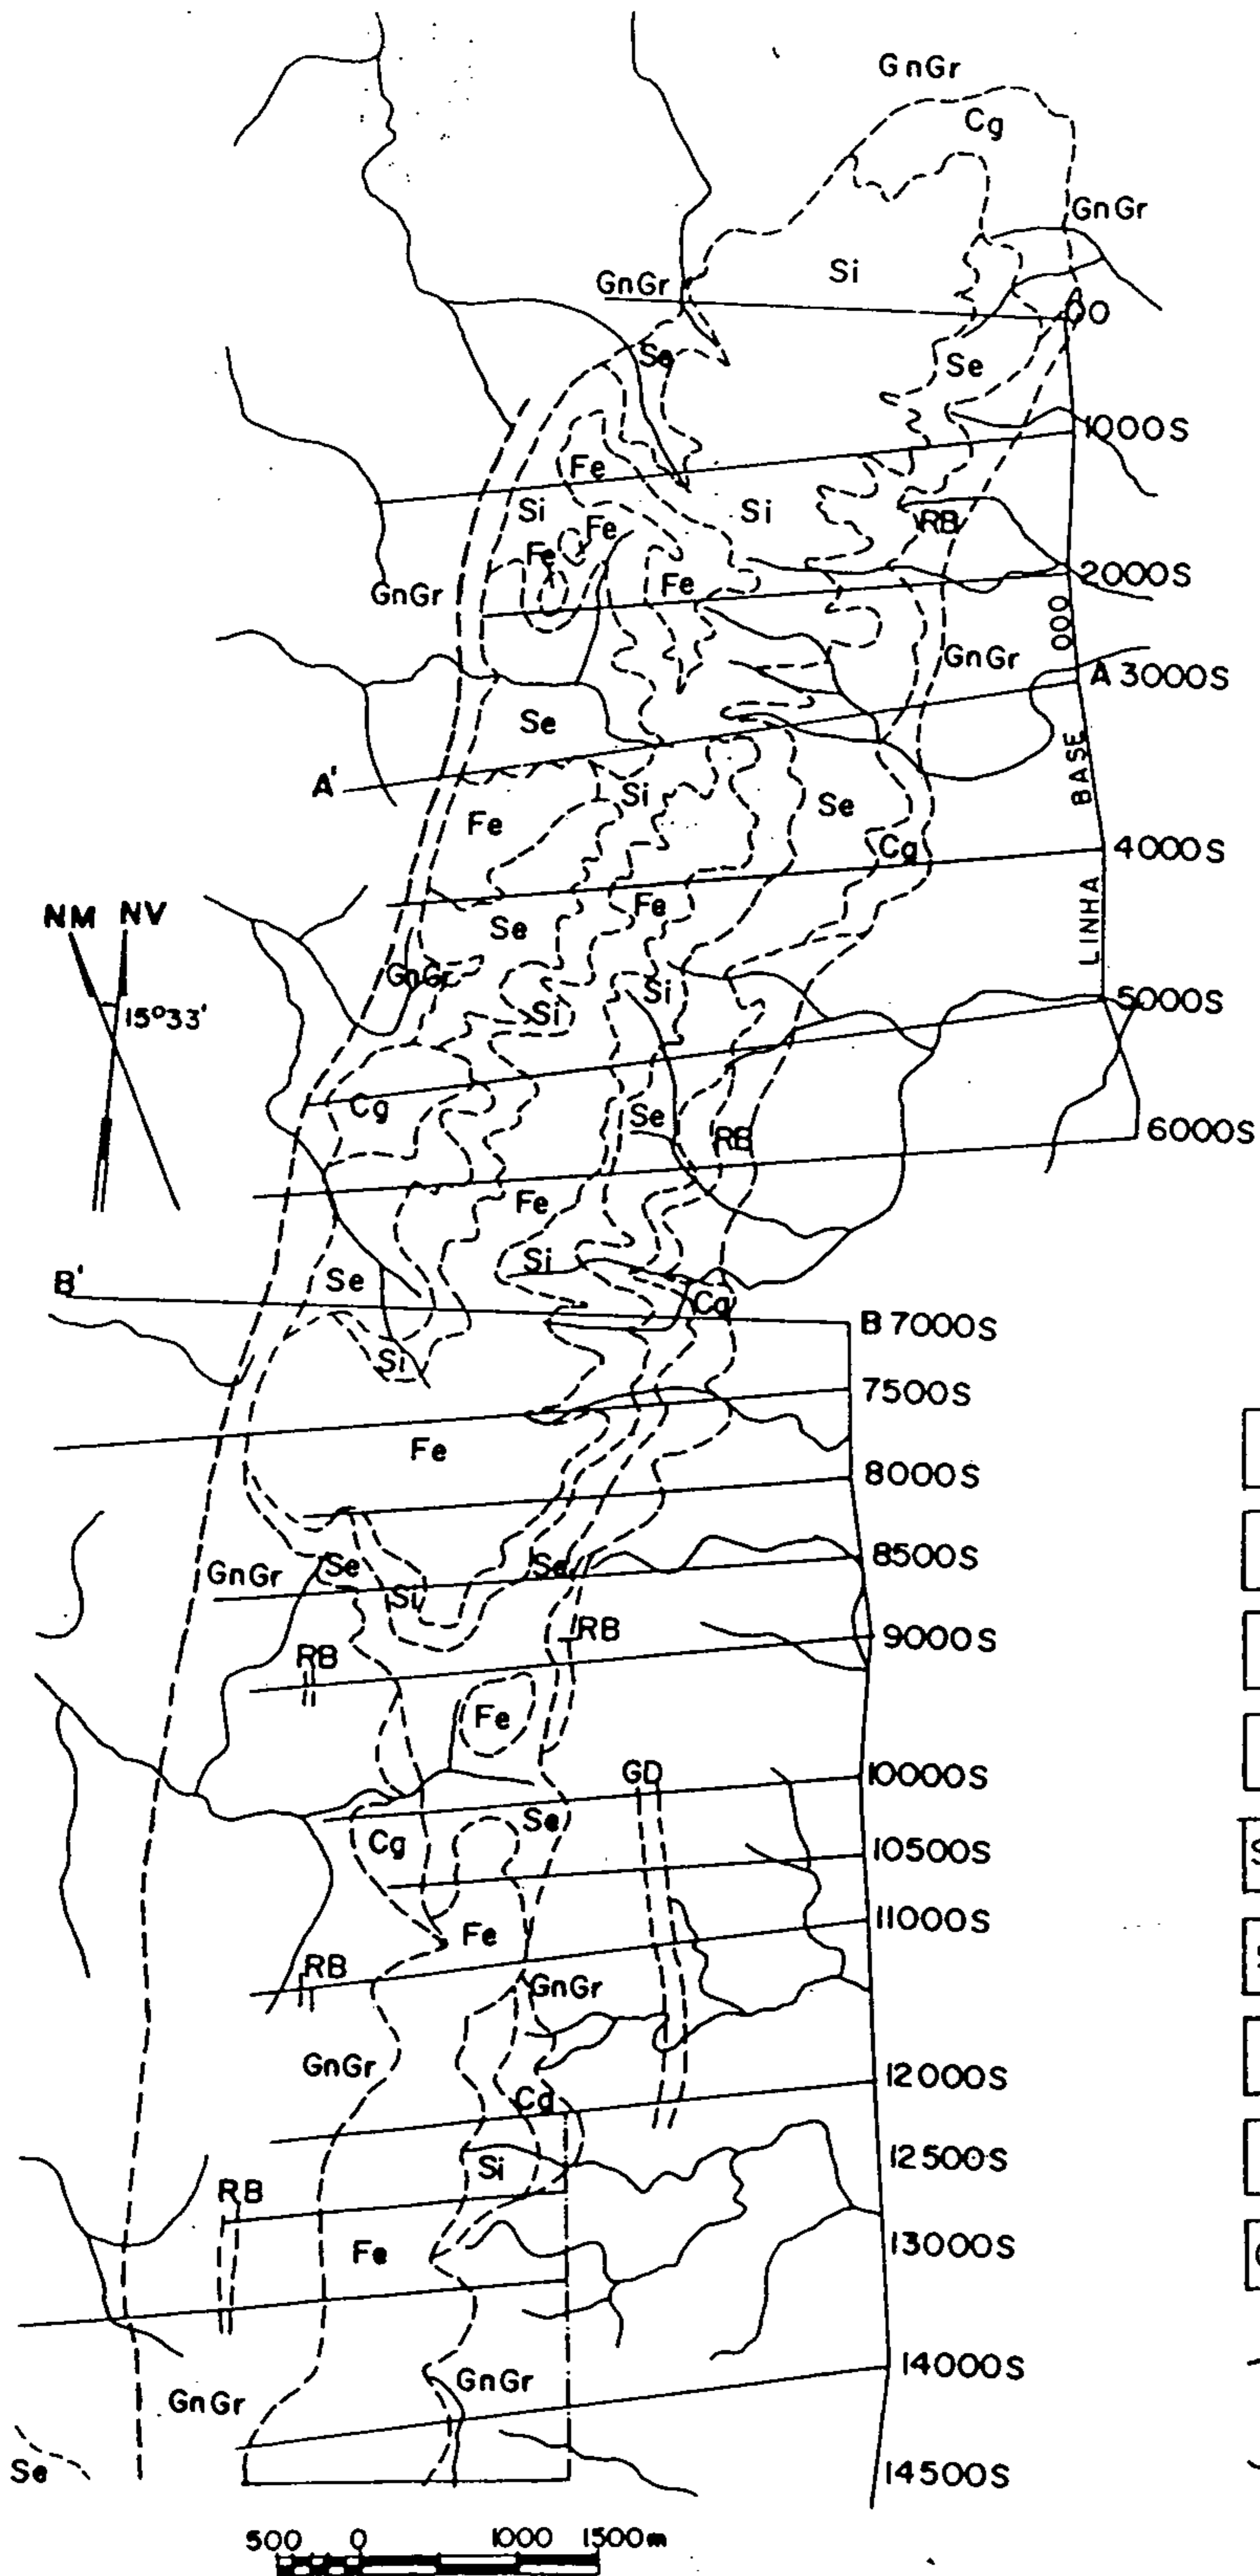 GnGr
Cg
GnGr
Si
GnGr
00
Se
Se
1000S
Fe
Si
Si
Fe
RB
Fe
Fe
2000S
GnGr
000
GnGr
A 3000S
Se
BASE
A'
Si
Se
Fe
Cg
4000S
NM NV
Fe
Se
LINHA
GnGr
Si
Si
5000S
15°33'
Cg
Se
RB
6000S
Fe
Si
Se
B'
Cg
B 7000S
Si
7500S
Fe
8000S
Se
Se
8500S
GnGr
Si
RB
9000S
RB
Fe
GD
10000S
Se
Cg
10500S
11000S
Fe
RB
GnGr
GnGr
12000S
Cg
12500S
Si
RB
13000S
Fe
14000S
GnGr
GnGr
Se
14500S
500 0 1000 1500m